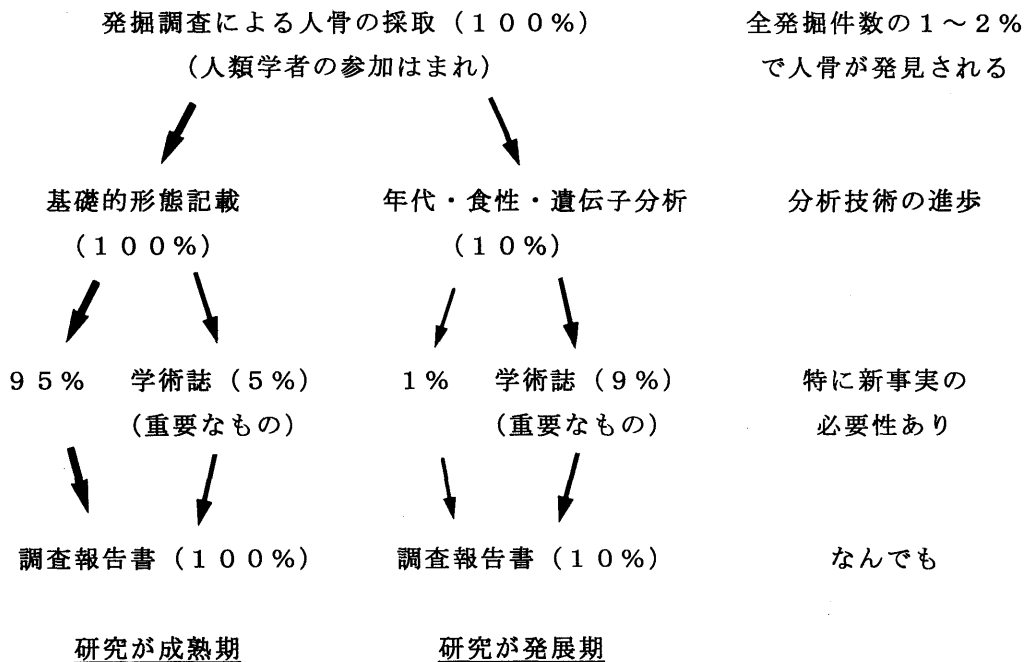 発掘調査による人骨の採取（１００％）
（人類学者の参加はまれ）
全発掘件数の１～２％
で人骨が発見される
基礎的形態記載
（１００％）
年代・食性・遺伝子分析
（１０％）
分析技術の進歩
９５％
学術誌（５％）
（重要なもの）
１％
学術誌（９％）
（重要なもの）
特に新事実の
必要性あり
調査報告書（１００％）
調査報告書（１０％）
なんでも
研究が成熟期
研究が発展期